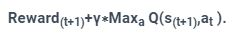 Reward(t+1)+γ∗Maxa Q(s(t+1),at ).